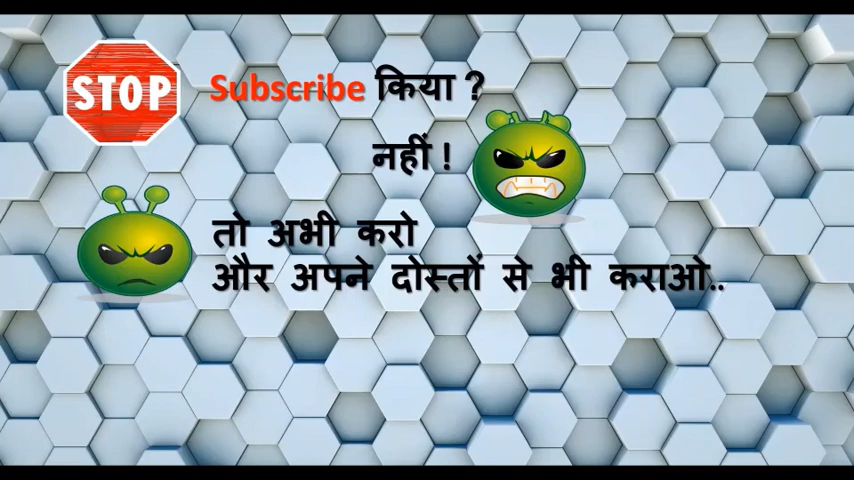 STOP Subscribe किया ?
नहीं !
तो अभी करो
और अपने दोस्तों से भी कराओ..